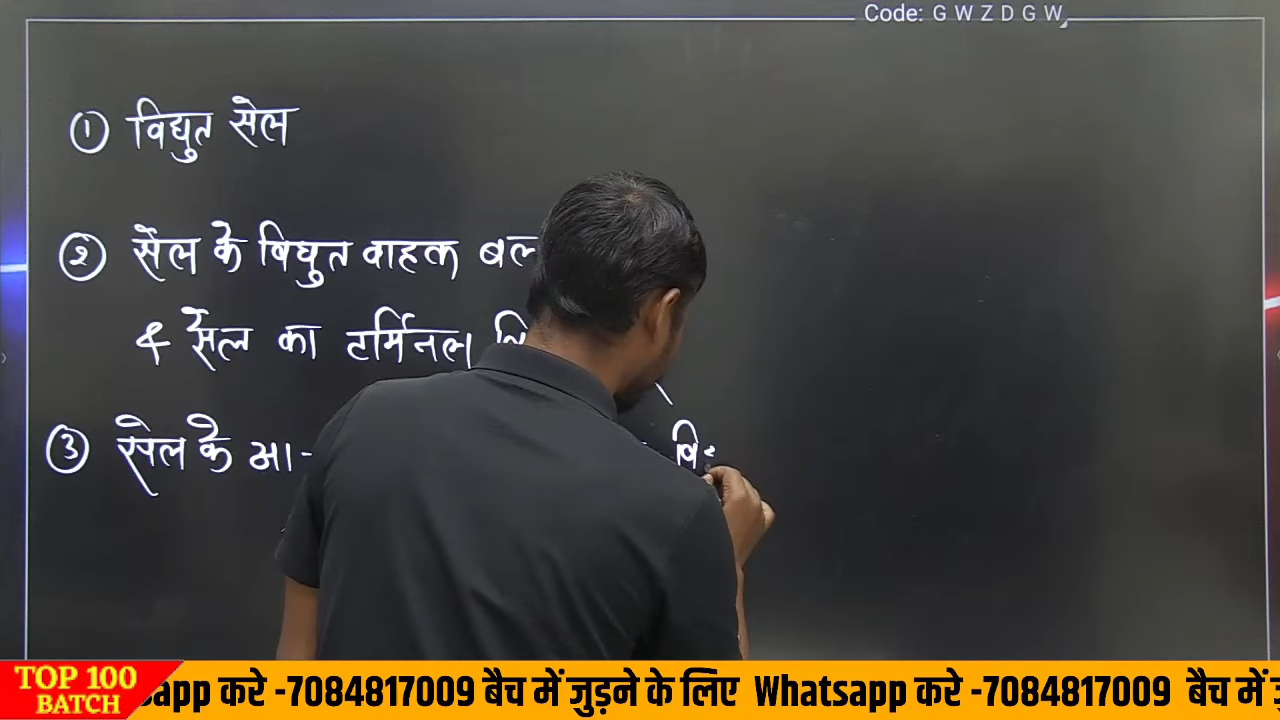 Code: G W Z D G W
① विद्युत सेल
② सेल के विद्युत वाहक बल
& सेल का टर्मिनल वि
③ सेल के आ-
वि
TOP 100
BATCH
sapp करे -7084817009 बैच में जुड़ने के लिए Whatsapp करे -7084817009 बैच में जु